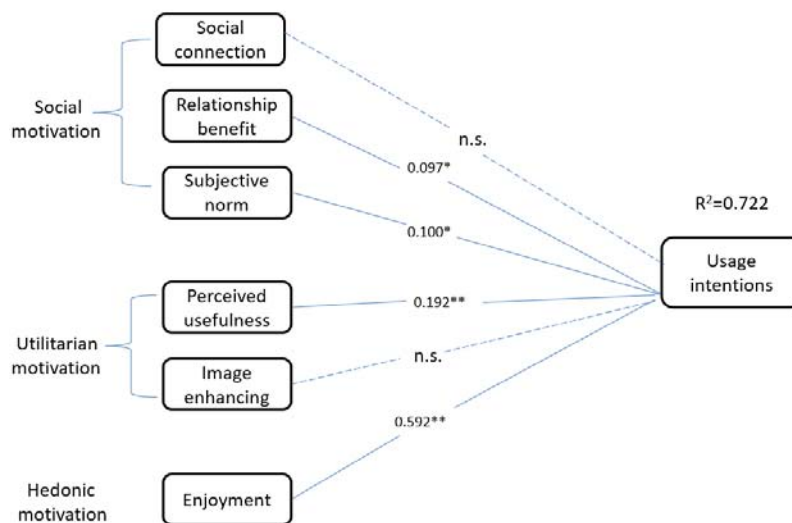 Social
connection
Social
motivation
Relationship
benefit
Subjective
norm
n.s.
0.097*
0.100*
R²=0.722
Usage
intentions
Utilitarian
motivation
Perceived
usefulness
0.192**
Image
enhancing
n.s.
0.592**
Hedonic
motivation
Enjoyment